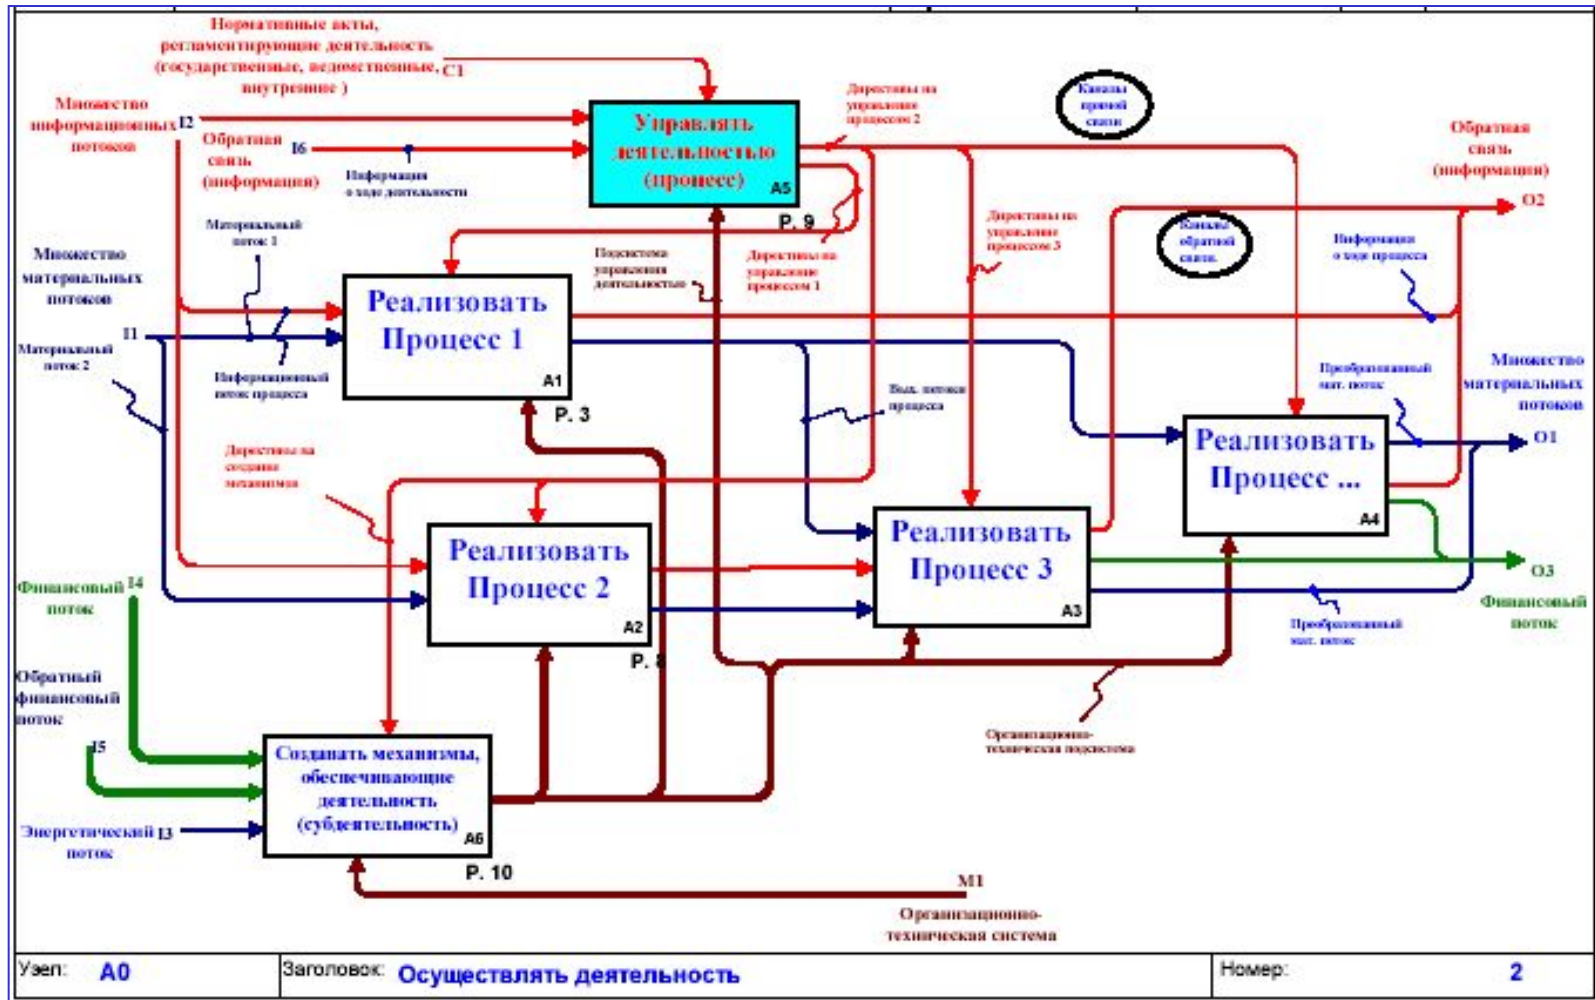 Нормативные акты,
регламентирующие деятельность
(государственные, ведомственные,
внутренние )
C1
Множество
информационных
потоков
I2
Обратная
связь
(информация)
I6
Информация
о ходе деятельности
Управлять
деятельностью
(процесс)
A5
P. 9
Директивы на
управление
процессом 2
Каналы
прямой
связи
Обратная
связь
(информация)
O2
Материальный
поток 1
Множество
материальных
потоков
I1
Материальный
поток 2
Информационный
поток процесса
Реализовать
Процесс 1
A1
P. 3
Подсистема
управления
деятельностью
Директивы на
управление
процессом 1
Директивы на
управление
процессом 3
Каналы
обратной
связи.
Информация
о ходе процесса
Вых. потоки
процесса
Преобразованный
мат. поток
Множество
материальных
потоков
O1
Реализовать
Процесс ...
A4
Директивы на
создание
механизмов
Реализовать
Процесс 2
A2
P. 8
Реализовать
Процесс 3
A3
O3
Финансовый
поток
Преобразованный
мат. поток
Финансовый
поток
I4
Обратный
финансовый
поток
I5
Энергетический
поток
I3
Создавать механизмы,
обеспечивающие
деятельность
(субдеятельность)
A6
P. 10
Организационно-
техническая подсистема
M1
Организационно-
техническая система
Узел: A0
Заголовок: Осуществлять деятельность
Номер: 2